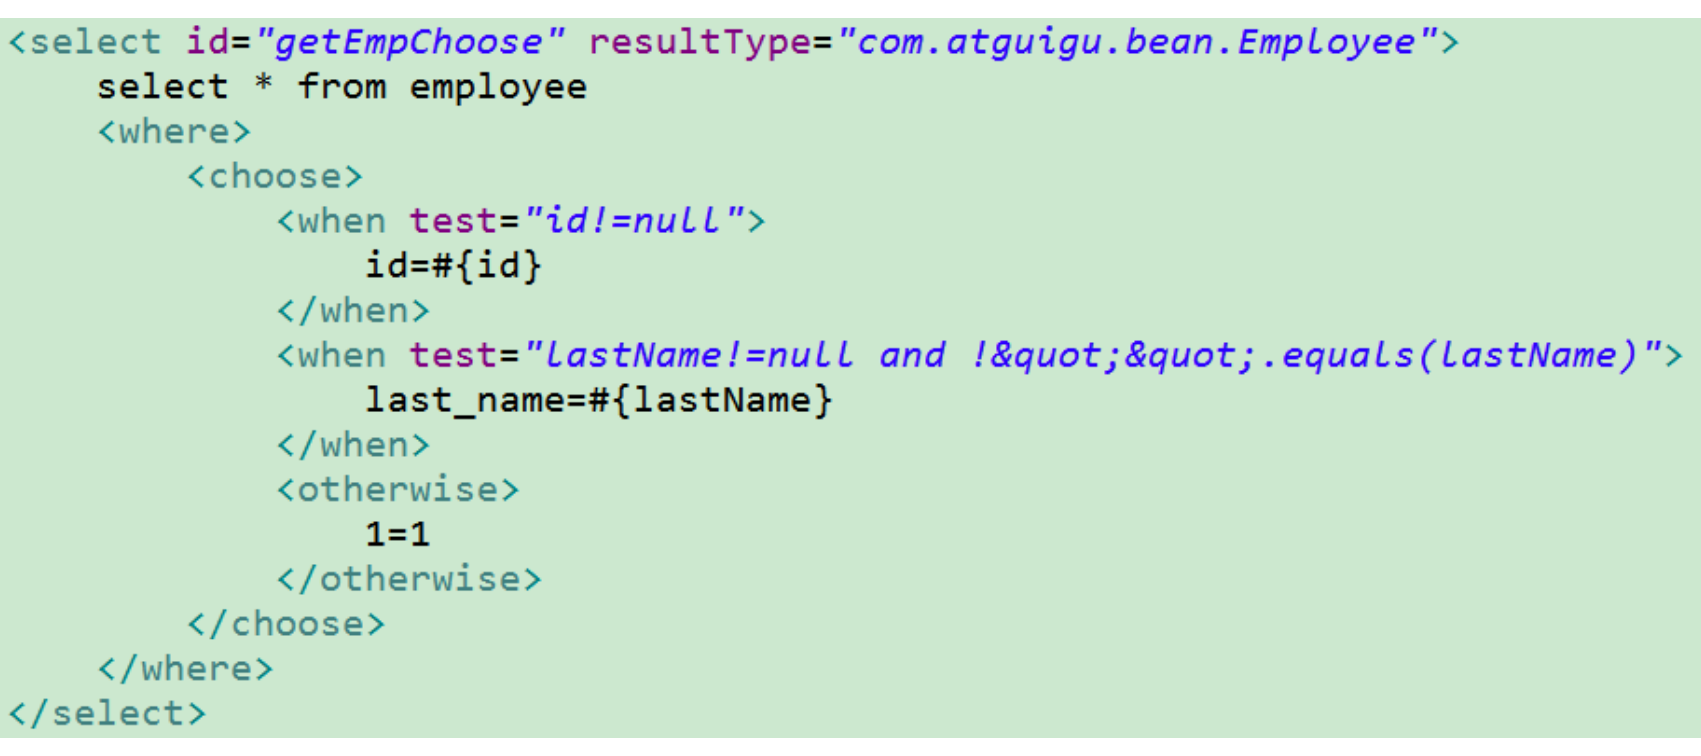 <select id="getEmpChoose" resultType="com.atguigu.bean.Employee">
select * from employee
<where>
<choose>
<when test="id!=null">
id=#{id}
</when>
<when test="lastName!=null and !&quot;&quot;.equals(lastName)">
last_name=#{lastName}
</when>
<otherwise>
1=1
</otherwise>
</choose>
</where>
</select>